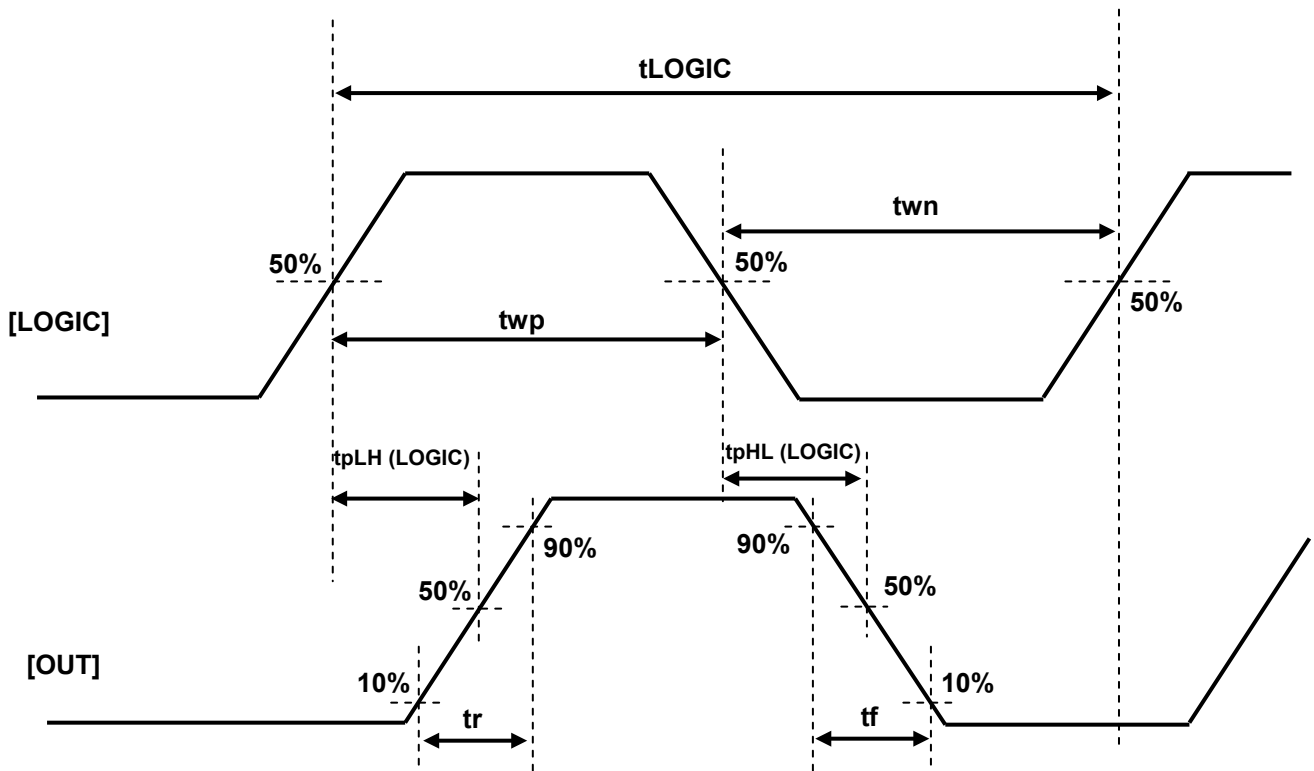 tLOGIC
twn
50%
50%
50%
[LOGIC]
twp
tpLH (LOGIC)
tpHL (LOGIC)
90%
90%
50%
50%
[OUT]
10%
10%
tr
tf